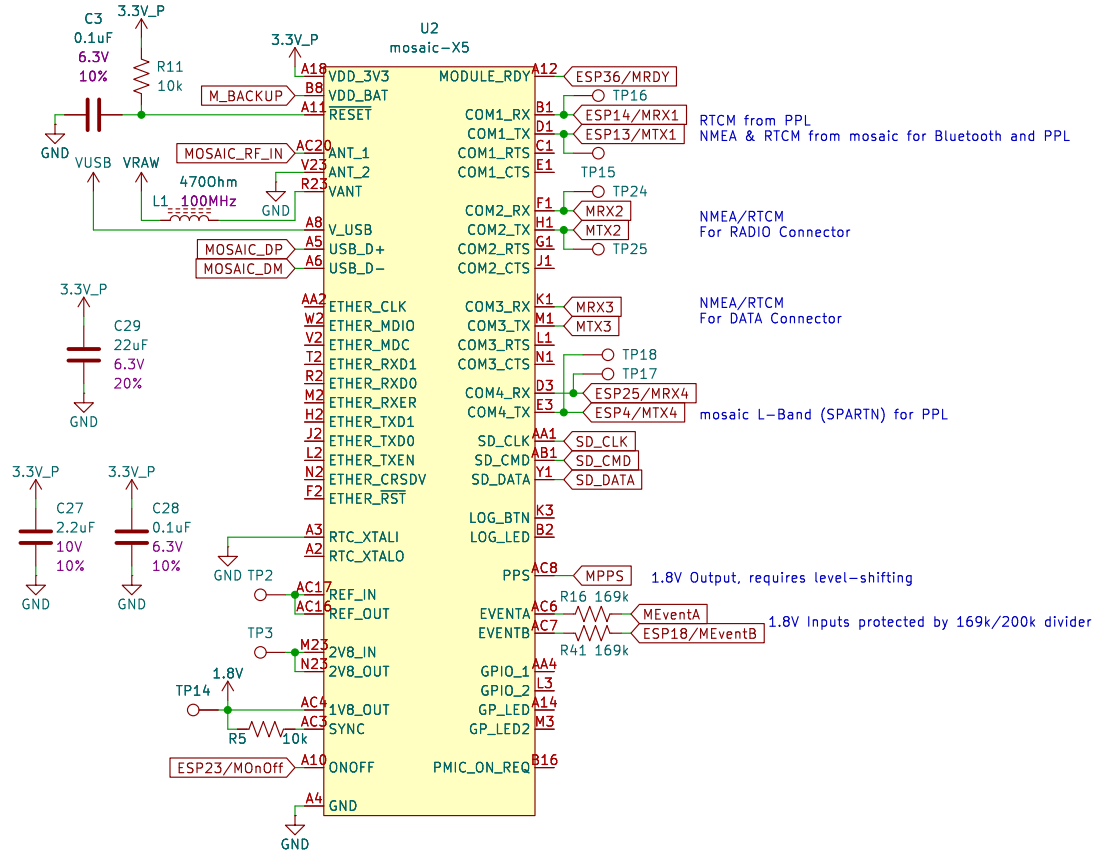 3.3V_P
C3
0.1uF
6.3V
10%
R11
10k
GND
VUSB
VRAW
L1
470Ohm
100MHz
GND
3.3V_P
U2
mosaic-X5
M_BACKUP
MOSAIC_RF_IN
MOSAIC_DP
MOSAIC_DM
A18 VDD_3V3
B8 VDD_BAT
A11 RESET
AC20 ANT_1
V23 ANT_2
R23 VANT
A8 V_USB
A5 USB_D+
A6 USB_D-
AA2 ETHER_CLK
W2 ETHER_MDIO
V2 ETHER_MDC
T2 ETHER_RXD1
R2 ETHER_RXD0
M2 ETHER_RXER
H2 ETHER_TXD1
J2 ETHER_TXD0
L2 ETHER_TXEN
N2 ETHER_CRSDV
F2 ETHER_RST
A3 RTC_XTALI
A2 RTC_XTALO
AC17 REF_IN
AC16 REF_OUT
M23 2V8_IN
N23 2V8_OUT
AC4 1V8_OUT
AC3 SYNC
A10 ONOFF
A4 GND
3.3V_P
C29
22uF
6.3V
20%
GND
3.3V_P
C27
2.2uF
10V
10%
GND
3.3V_P
C28
0.1uF
6.3V
10%
GND
GND
TP2
TP3
1.8V
TP14
R5
10k
ESP23/MOnOff
GND
MODULE_RDY A12 ESP36/MRDY
TP16
COM1_RX B1 ESP14/MRX1
COM1_TX D1 ESP13/MTX1
COM1_RTS C1
TP15
COM1_CTS E1
RTCM from PPL
NMEA & RTCM from mosaic for Bluetooth and PPL
TP24
COM2_RX F1 MRX2
COM2_TX H1 MTX2
COM2_RTS G1 TP25
COM2_CTS J1
NMEA/RTCM
For RADIO Connector
COM3_RX K1 MRX3
COM3_TX M1 MTX3
COM3_RTS L1
COM3_CTS N1
NMEA/RTCM
For DATA Connector
TP18
TP17
COM4_RX D3 ESP25/MRX4
COM4_TX E3 ESP4/MTX4
mosaic L-Band (SPARTN) for PPL
SD_CLK AA1 SD_CLK
SD_CMD AB1 SD_CMD
SD_DATA Y1 SD_DATA
LOG_BTN K3
LOG_LED B2
PPS AC8 MPPS
1.8V Output, requires level-shifting
R16 169k
EVENTA AC6 MEventA
EVENTB AC7 ESP18/MEventB
R41 169k
1.8V Inputs protected by 169k/200k divider
GPIO_1 AA4
GPIO_2 L3
GP_LED A14
GP_LED2 M3
PMIC_ON_REQ B16